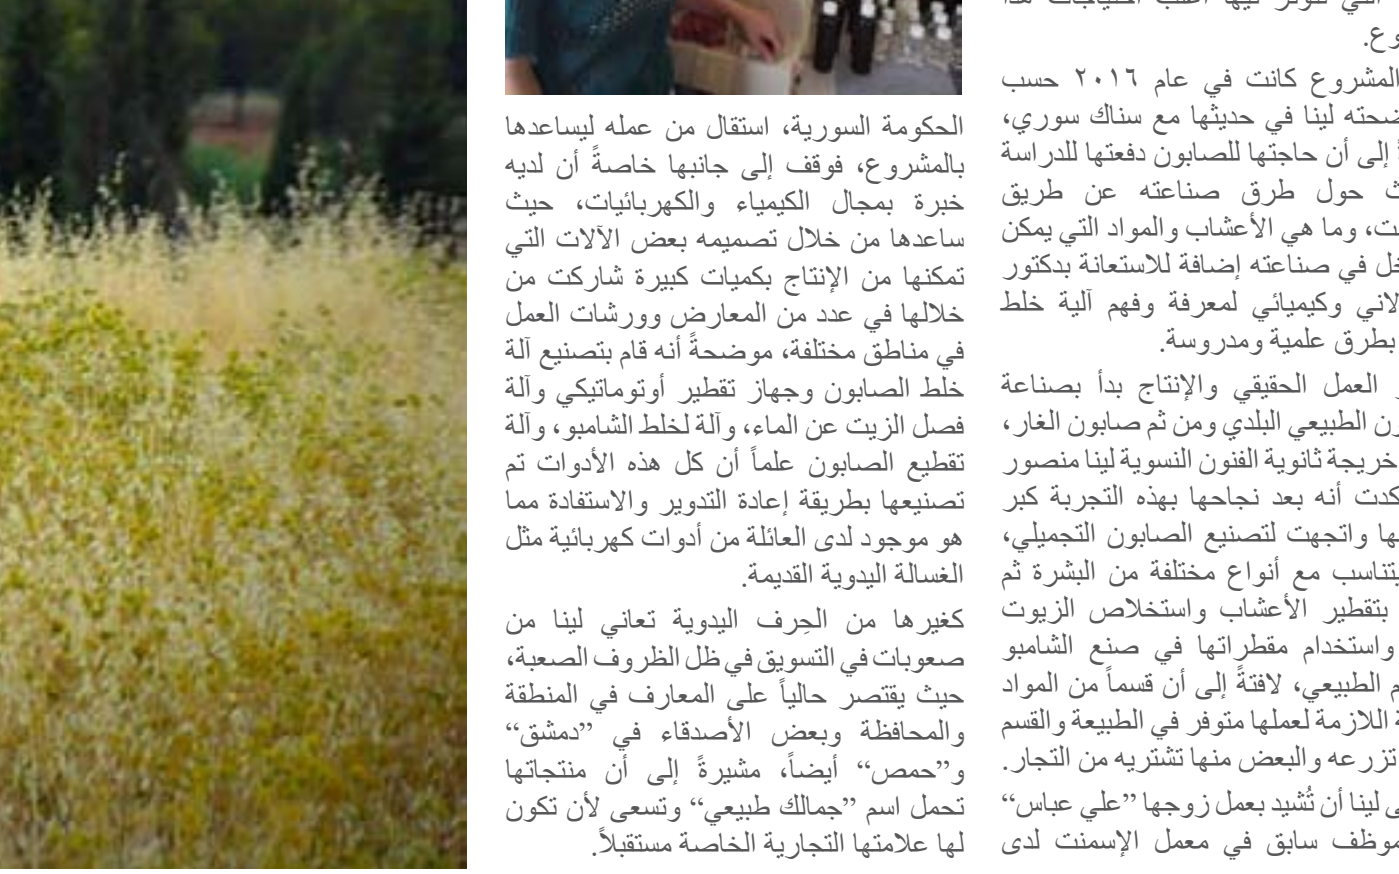 وع.
المشروع كانت في عام ٢٠١٦ حسب
ضحته لينا في حديثها مع سناك سوري،
إلى أن حاجتها للصابون دفعتها للدراسة
حول طرق صناعته عن طريق
ت، وما هي الأعشاب والمواد التي يمكن
خل في صناعته إضافة للاستعانة بدكتور
لاني وكيميائي لمعرفة وفهم آلية خلط
بطرق علمية ومدروسة.
العمل الحقيقي والإنتاج بدأ بصناعة
ون الطبيعي البلدي ومن ثم صابون الغار،
خريجة ثانوية الفنون النسوية لينا منصور
كدت أنه بعد نجاحها بهذه التجربة كبر
ها واتجهت لتصنيع الصابون التجميلي،
يتناسب مع أنواع مختلفة من البشرة ثم
بتقطير الأعشاب واستخلاص الزيوت
واستخدام مقطراتها في صنع الشامبو
م الطبيعي، لافتةً إلى أن قسماً من المواد
ة اللازمة لعملها متوفر في الطبيعة والقسم
تزرعه والبعض منها تشتريه من التجار.
ى لينا أن تُشيد بعمل زوجها ”علي عباس“
موظف سابق في معمل الإسمنت لدى
الحكومة السورية، استقال من عمله ليساعدها
بالمشروع، فوقف إلى جانبها خاصةً أن لديه
خبرة بمجال الكيمياء والكهربائيات، حيث
ساعدها من خلال تصميمه بعض الآلات التي
تمكنها من الإنتاج بكميات كبيرة شاركت من
خلالها في عدد من المعارض وورشات العمل
في مناطق مختلفة، موضحةً أنه قام بتصنيع آلة
خلط الصابون وجهاز تقطير أوتوماتيكي وآلة
فصل الزيت عن الماء، وآلة لخلط الشامبو، وآلة
تقطيع الصابون علماً أن كل هذه الأدوات تم
تصنيعها بطريقة إعادة التدوير والاستفادة مما
هو موجود لدى العائلة من أدوات كهربائية مثل
الغسالة اليدوية القديمة.
كغيرها من الحِرف اليدوية تعاني لينا من
صعوبات في التسويق في ظل الظروف الصعبة،
حيث يقتصر حالياً على المعارف في المنطقة
والمحافظة وبعض الأصدقاء في ”دمشق“
و”حمص“ أيضاً، مشيرةً إلى أن منتجاتها
تحمل اسم ”جمالك طبيعي“ وتسعى لأن تكون
لها علامتها التجارية الخاصة مستقبلاً.